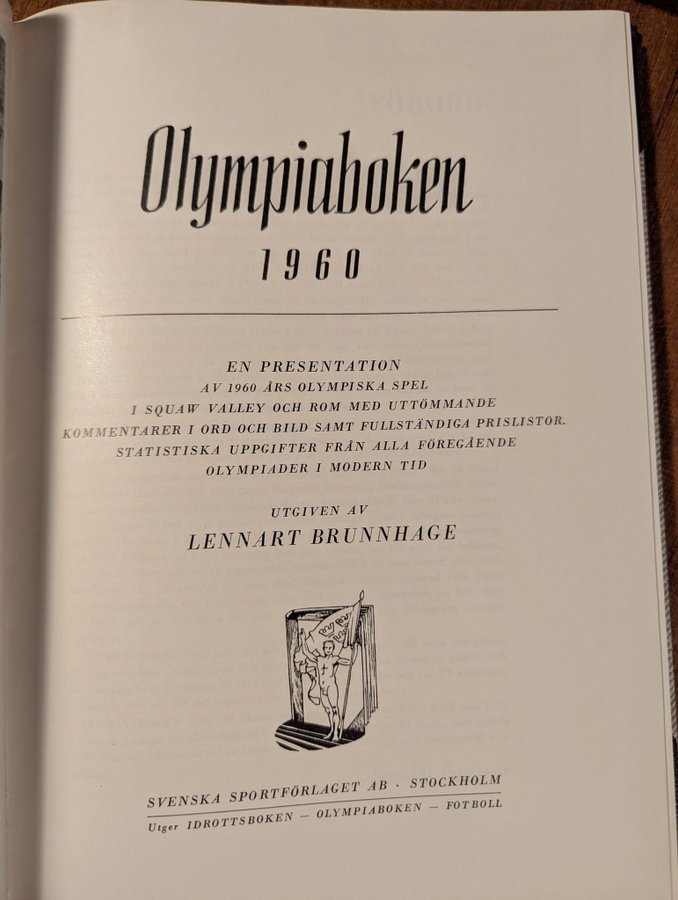 Olympiaboken
1960
EN PRESENTATION
AV 1960 ÅRS OLYMPISKA SPEL
I SQUAW VALLEY OCH ROM MED UTTÖMMANDE
KOMMENTARER I ORD OCH BILD SAMT FULLSTÄNDIGA PRISLISTOR.
STATISTISKA UPPGIFTER FRÅN ALLA FÖREGÅENDE
OLYMPIADER I MODERN TID
UTGIVEN AV
LENNART BRUNNHAGE
SVENSKA SPORTFÖRLAGET AB · STOCKHOLM
Utger IDROTTSBOKEN — OLYMPIABOKEN — FOTBOLL